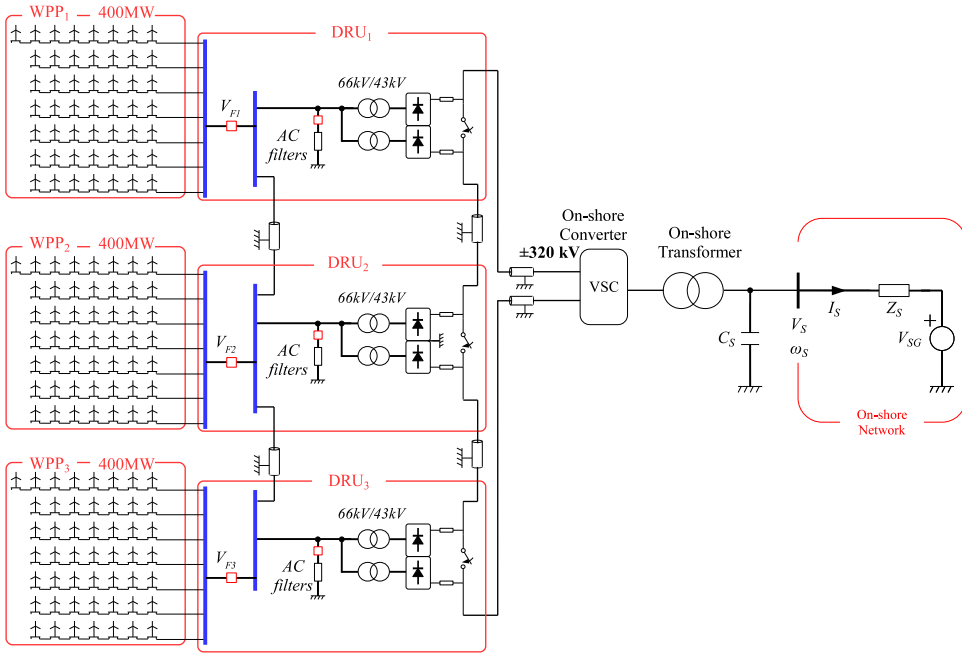 WPP1 400MW
DRU1
66kV/43kV
VF1
AC
filters
WPP2 400MW
DRU2
66kV/43kV
VF2
AC
filters
WPP3 400MW
DRU3
66kV/43kV
VF3
AC
filters
±320 kV
On-shore
Converter
VSC
On-shore
Transformer
CS
VS
ωS
IS
ZS
VSG
+
On-shore
Network